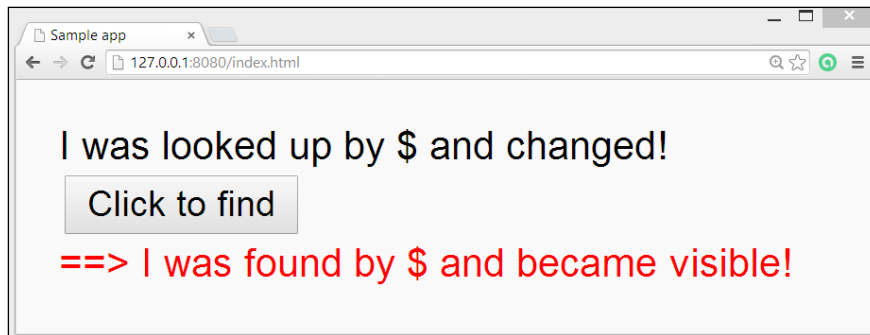 Sample app
127.0.0.1:8080/index.html
I was looked up by $ and changed!
Click to find
==> I was found by $ and became visible!